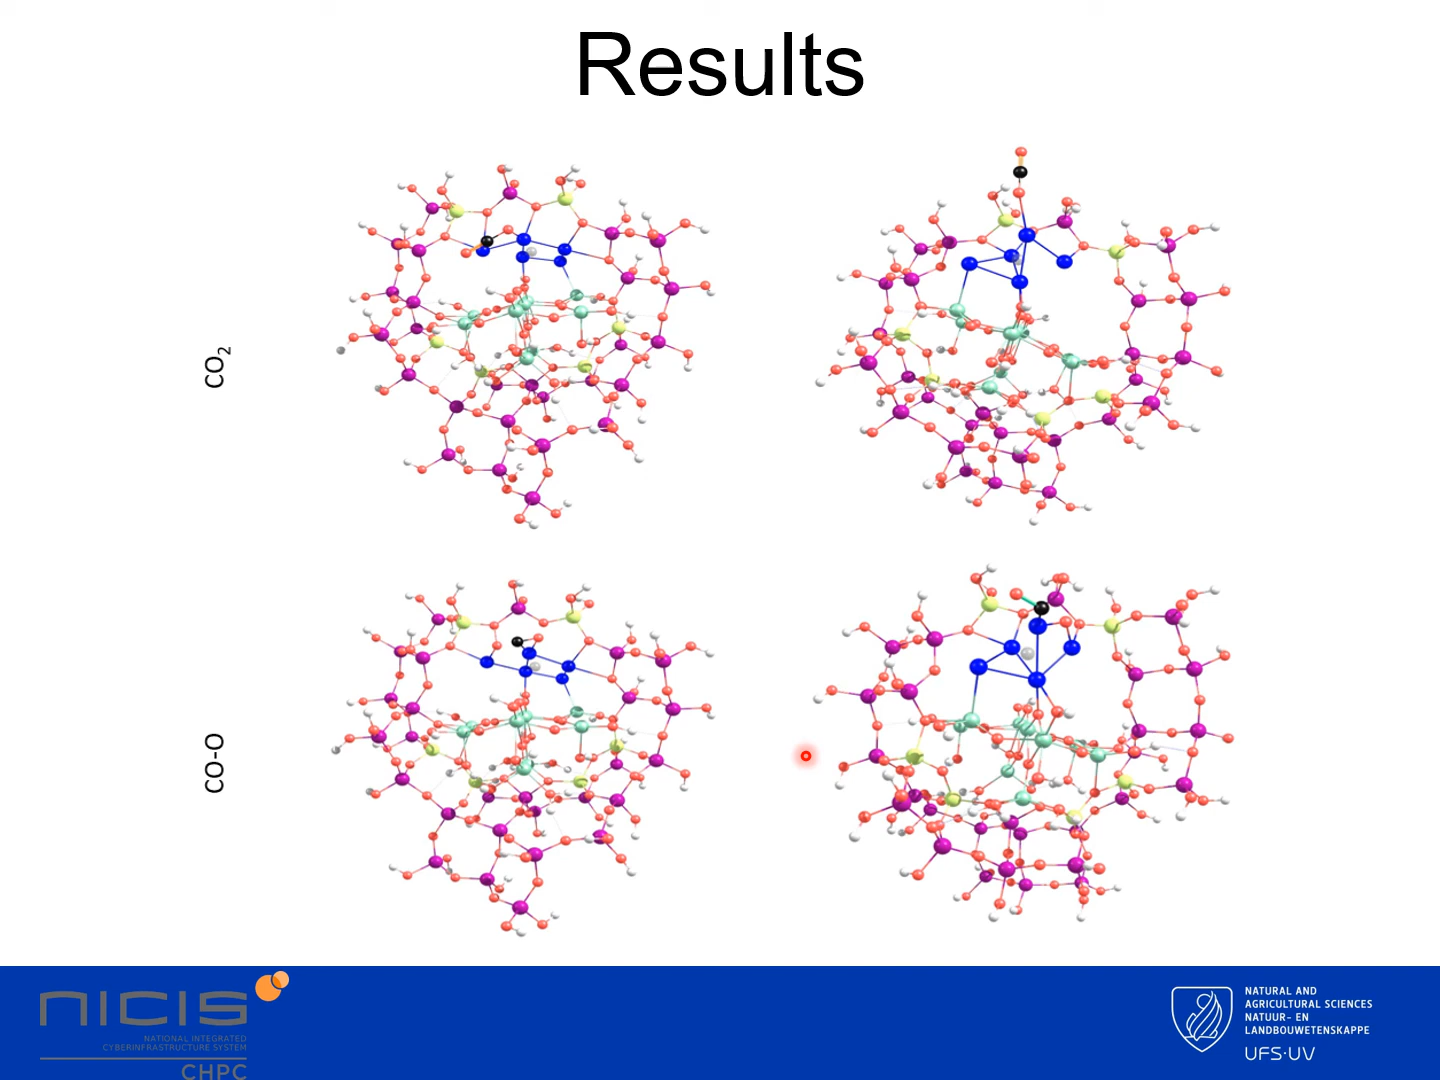 Results
CO₂
CO-O
NICIS
NATIONAL INTEGRATED
CYBERINFRASTRUCTURE SYSTEM
CHPC
NATURAL AND
AGRICULTURAL SCIENCES
NATUUR- EN
LANDBOUWETENSKAPPE
UFS·UV